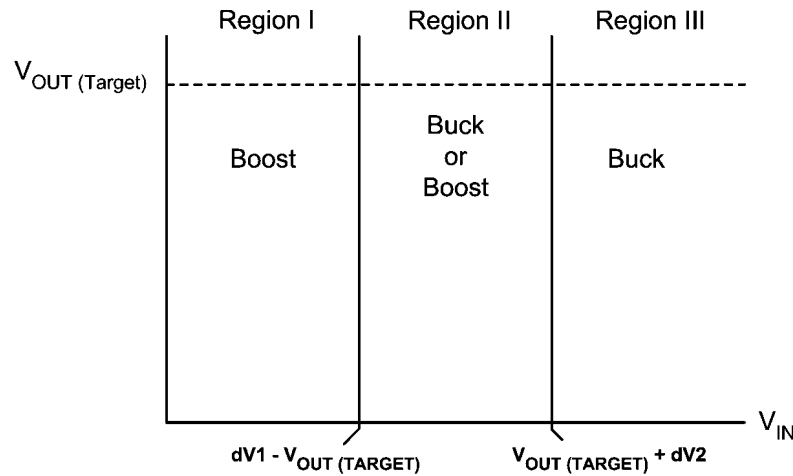 Region I Region II Region III
VOUT (Target)
Boost
Buck
or
Boost
Buck
VIN
dV1 - VOUT (TARGET)
VOUT (TARGET) + dV2